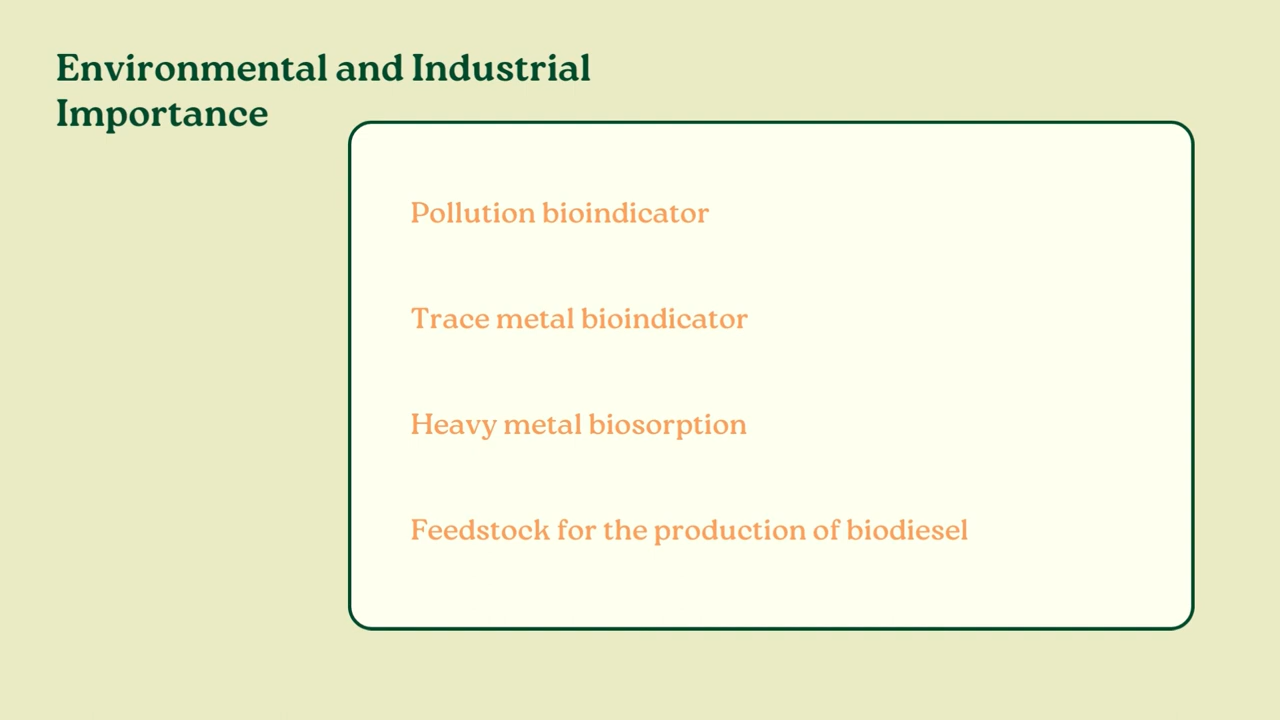 Environmental and Industrial
Importance
Pollution bioindicator
Trace metal bioindicator
Heavy metal biosorption
Feedstock for the production of biodiesel